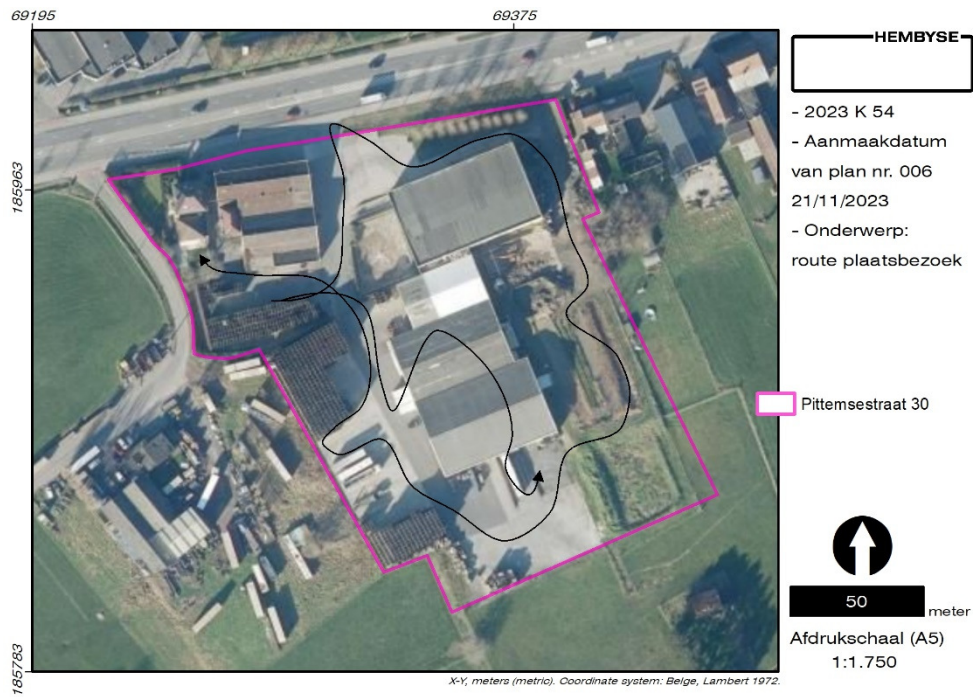 69195
69375
HEMBYSE
- 2023 K 54
- Aanmaakdatum
van plan nr. 006
21/11/2023
- Onderwerp:
route plaatsbezoek
185963
Pittemsestraat 30
50
meter
Afdrukschaal (A5)
1:1.750
185783
X-Y, meters (metric). Coordinate system: Belge, Lambert 1972.